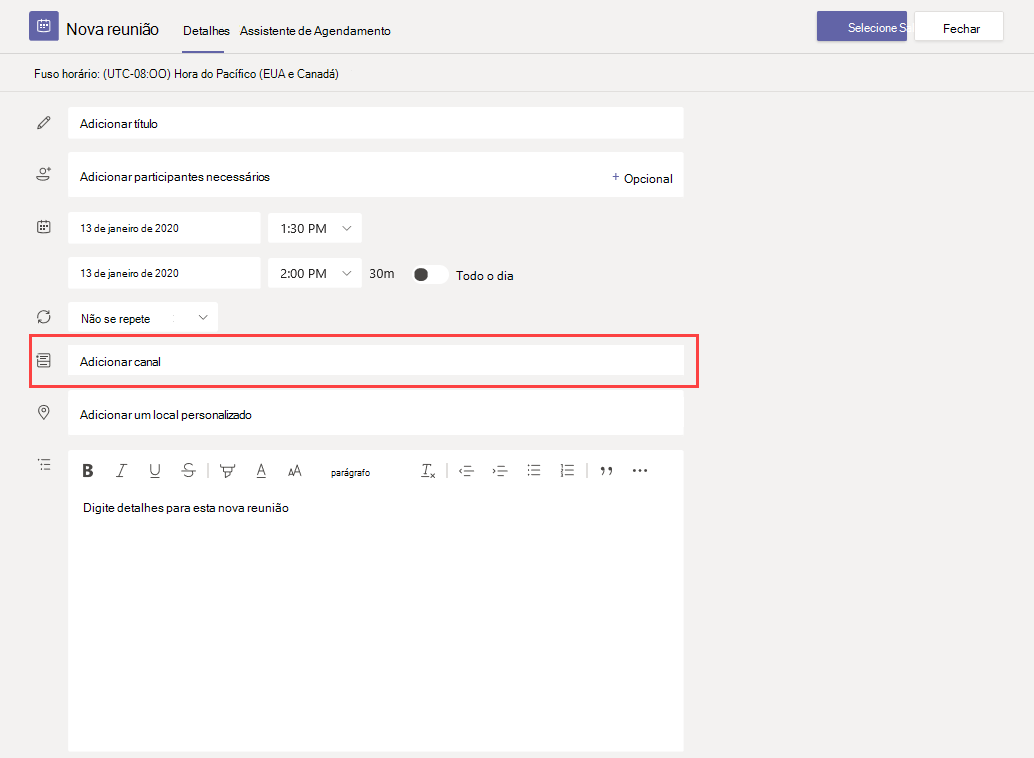 Nova reunião
Detalhes
Assistente de Agendamento
Selecione
Fechar
Fuso horário: (UTC-08:OO) Hora do Pacífico (EUA e Canadá)
Adicionar título
Adicionar participantes necessários
+ Opcional
13 de janeiro de 2020
1:30 PM
13 de janeiro de 2020
2:00 PM
30m
Todo o dia
Não se repete
Adicionar canal
Adicionar um local personalizado
B I U S A AA parágrafo
Digite detalhes para esta nova reunião